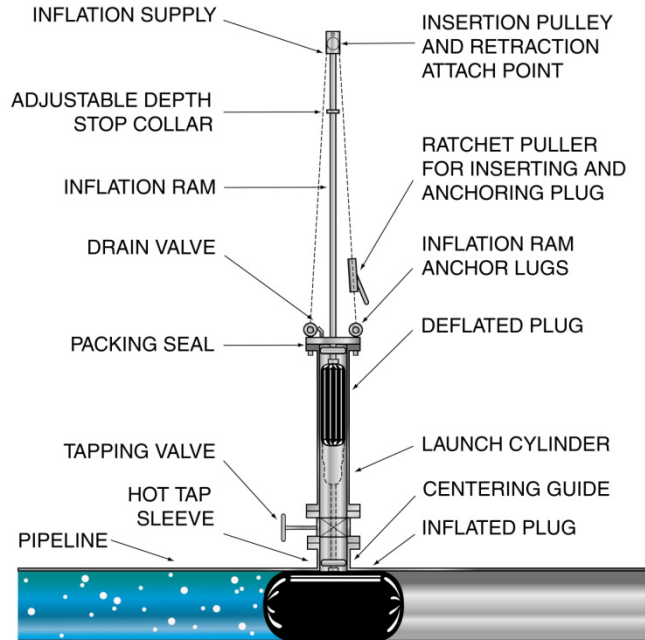 INFLATION SUPPLY
INSERTION PULLEY
AND RETRACTION
ATTACH POINT
ADJUSTABLE DEPTH
STOP COLLAR
RATCHET PULLER
FOR INSERTING AND
ANCHORING PLUG
INFLATION RAM
DRAIN VALVE
INFLATION RAM
ANCHOR LUGS
PACKING SEAL
DEFLATED PLUG
TAPPING VALVE
LAUNCH CYLINDER
HOT TAP
SLEEVE
CENTERING GUIDE
PIPELINE
INFLATED PLUG